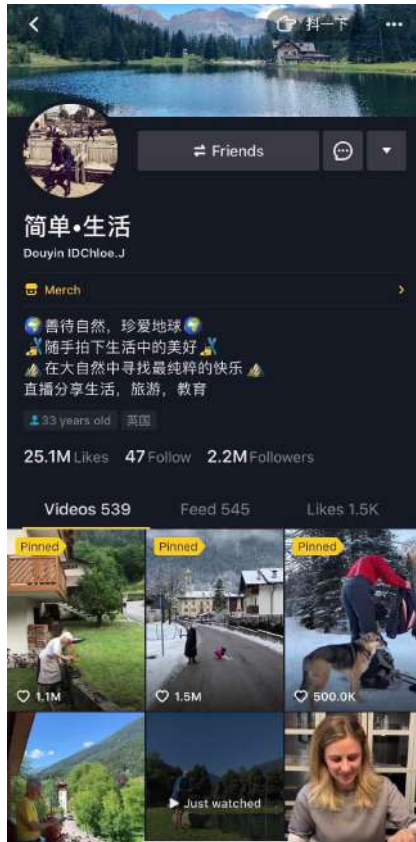 抖一下
Friends
简单•生活
Douyin IDChloe.J
Merch
善待自然，珍爱地球
随手拍下生活中的美好
在大自然中寻找最纯粹的快乐
直播分享生活，旅游，教育
33 years old 英国
25.1M Likes 47 Follow 2.2M Followers
Videos 539 Feed 545 Likes 1.5K
Pinned Pinned Pinned
1.1M 1.5M 500.0K
Just watched